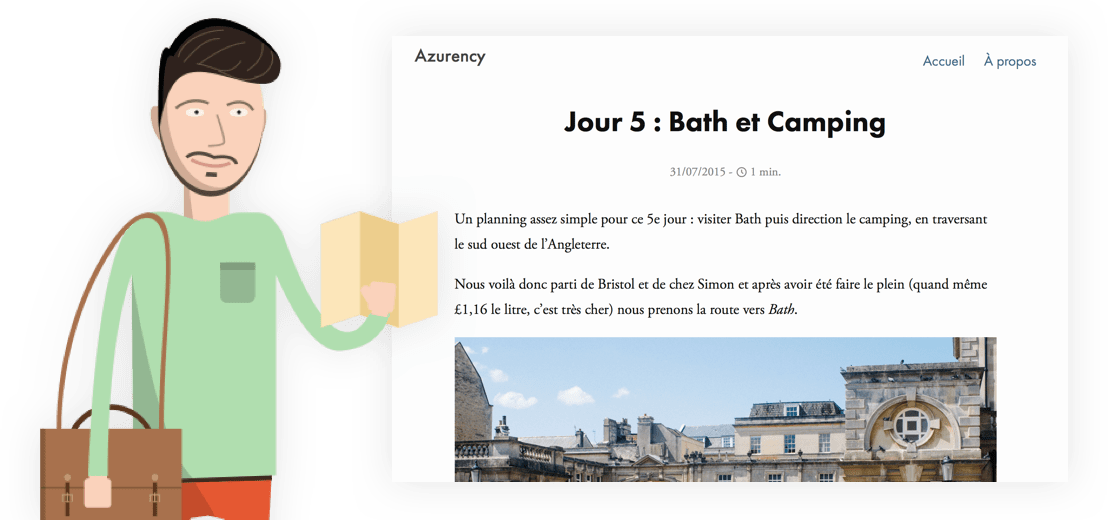 Azurency
Accueil À propos
Jour 5 : Bath et Camping
31/07/2015 - 1 min.
Un planning assez simple pour ce 5e jour : visiter Bath puis direction le camping, en traversant
le sud ouest de l’Angleterre.
Nous voilà donc parti de Bristol et de chez Simon et après avoir été faire le plein (quand même
£1,16 le litre, c’est très cher) nous prenons la route vers Bath.